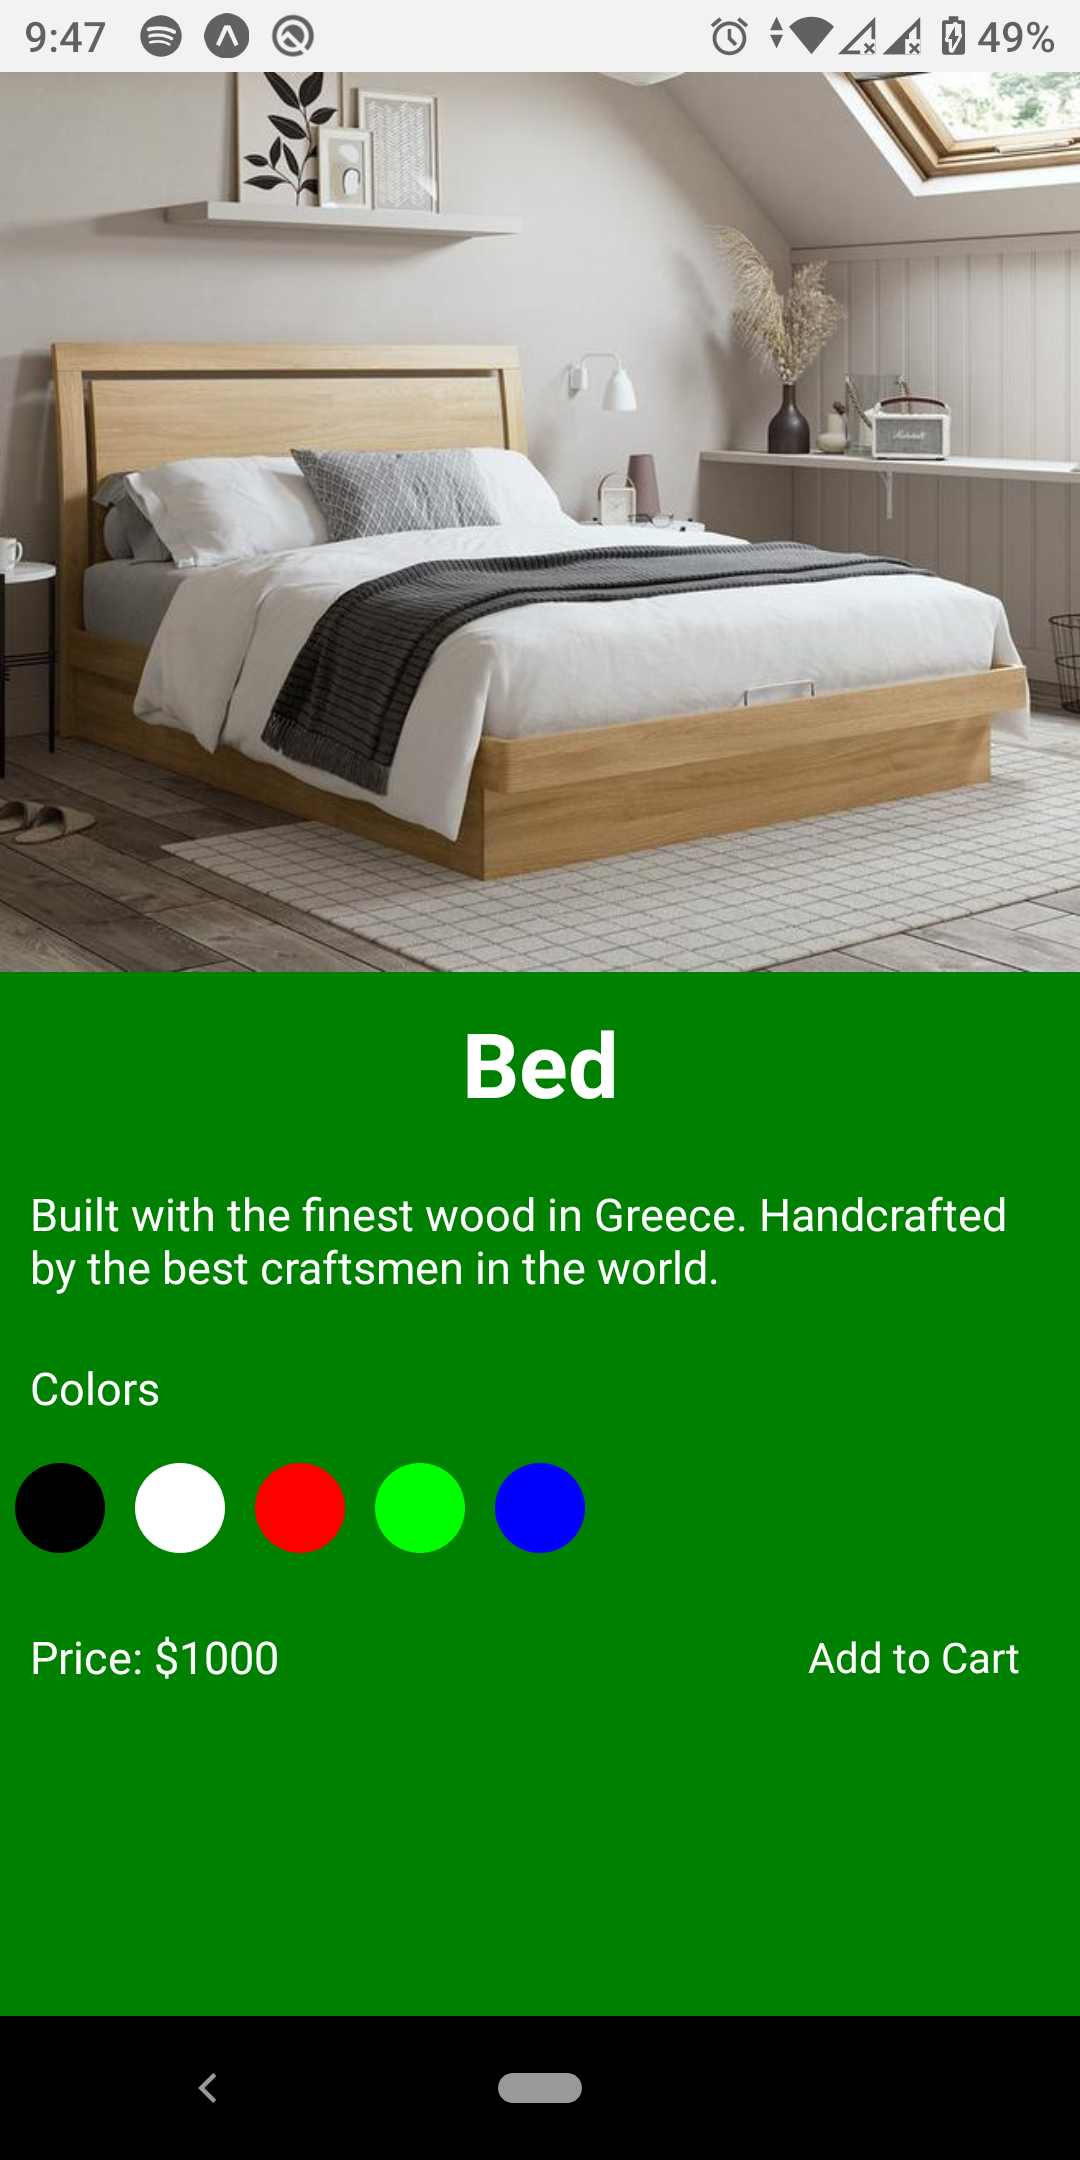 9:47
49%
Marshall
Bed
Built with the finest wood in Greece. Handcrafted
by the best craftsmen in the world.
Colors
Price: $1000
Add to Cart